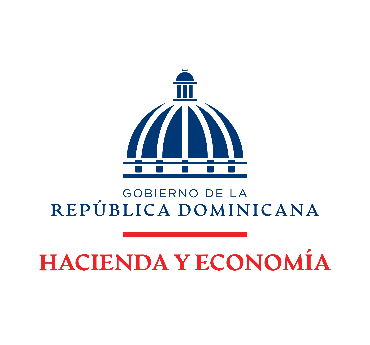 GOBIERNO DE LA
REPÚBLICA DOMINICANA
HACIENDA Y ECONOMÍA